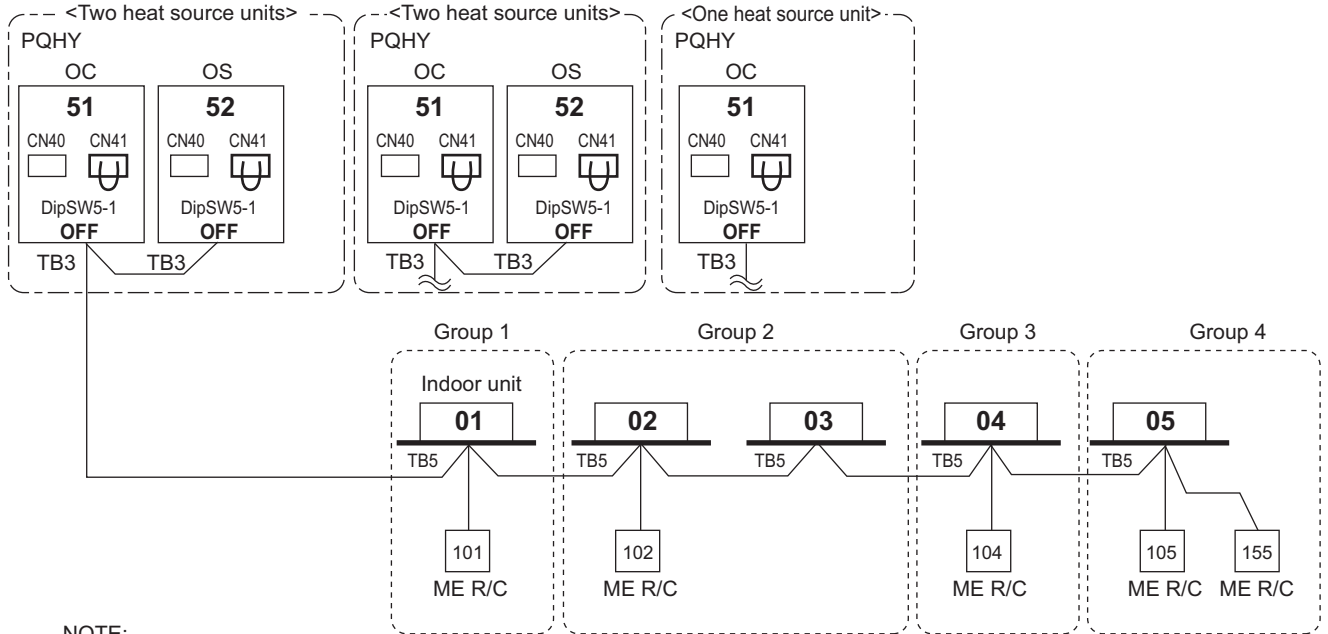 <Two heat source units> <Two heat source units> <One heat source unit>
PQHY PQHY PQHY
OC OS OC OS OC
51 52 51 52 51
CN40 CN41 CN40 CN41 CN40 CN41 CN40 CN41 CN40 CN41
DipSW5-1 DipSW5-1 DipSW5-1 DipSW5-1 DipSW5-1
OFF OFF OFF OFF OFF
TB3 TB3 TB3 TB3 TB3
Group 1 Group 2 Group 3 Group 4
Indoor unit
01 02 03 04 05
TB5 TB5 TB5 TB5 TB5
101 102 104 105 155
ME R/C ME R/C ME R/C ME R/C ME R/C
NOTE: